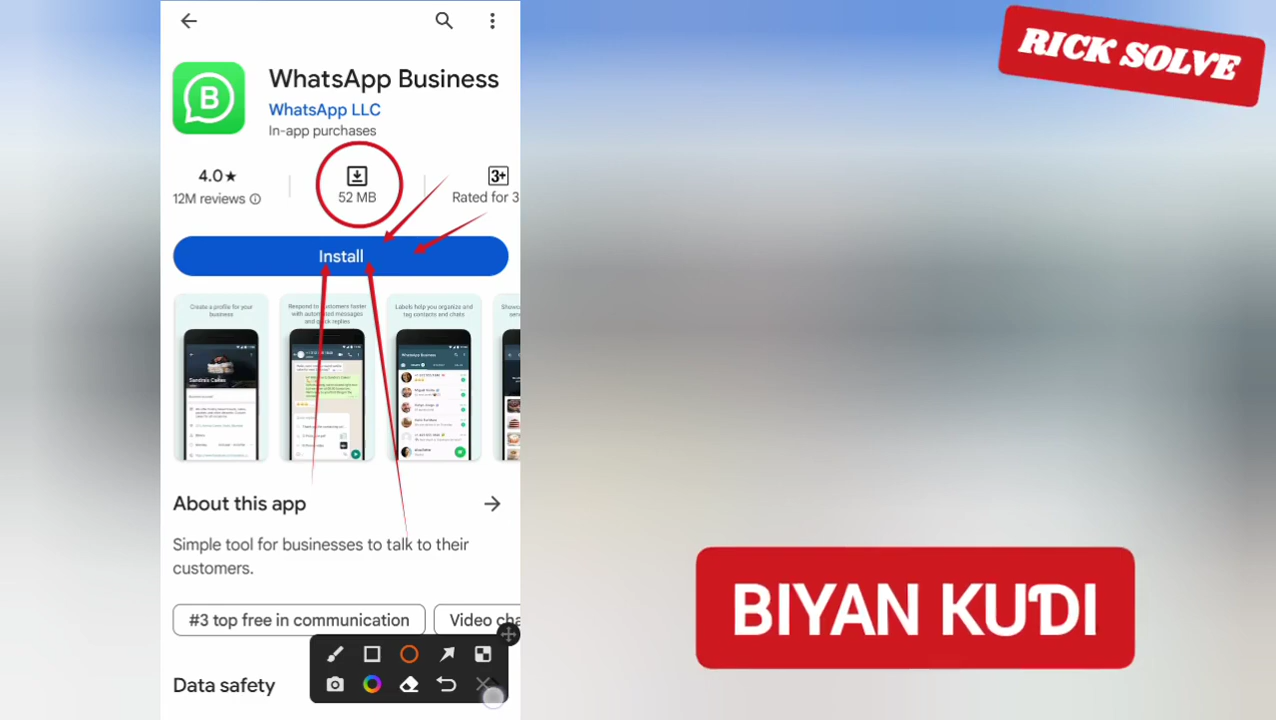 RICK SOLVE
WhatsApp Business
WhatsApp LLC
In-app purchases
4.0★
12M reviews
52 MB
3+
Rated for 3
Install
Create a profile for your
business
Respond to customers faster
with automated messages
and quick replies
Labels help you organize and
tag contacts and chats
About this app
Simple tool for businesses to talk to their
customers.
#3 top free in communication
Video cha
Data safety
BIYAN KUƊI